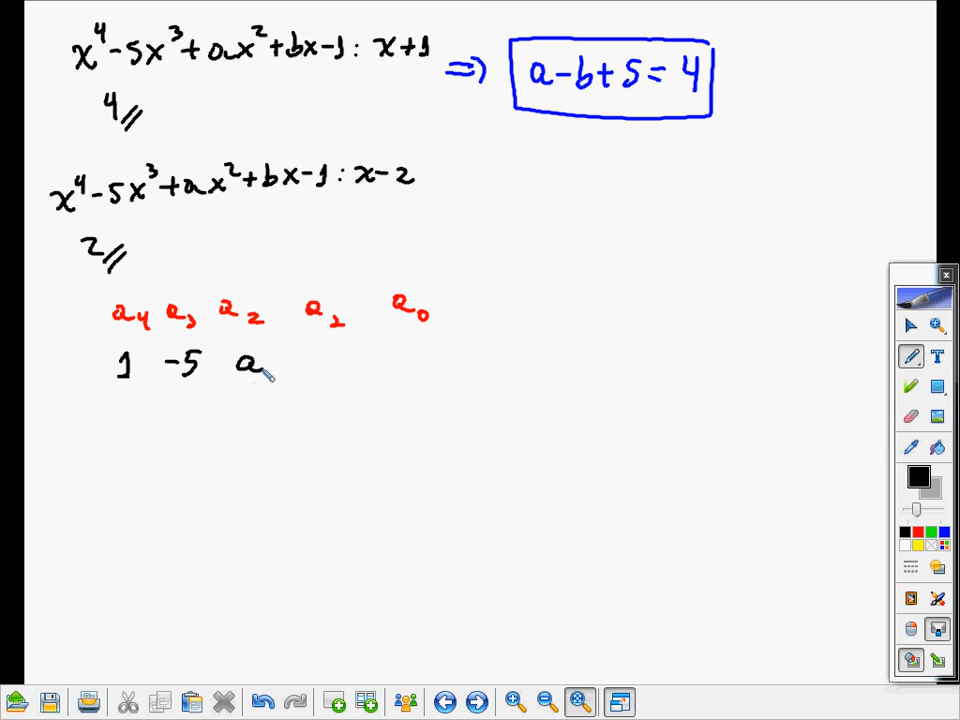 x⁴-5x³+ax²+bx-1: x+1
⇒ a-b+5=4
4//
x⁴-5x³+ax²+bx-1: x-2
2//
a₄ a₃ a₂ a₁ a₀
1 -5 a